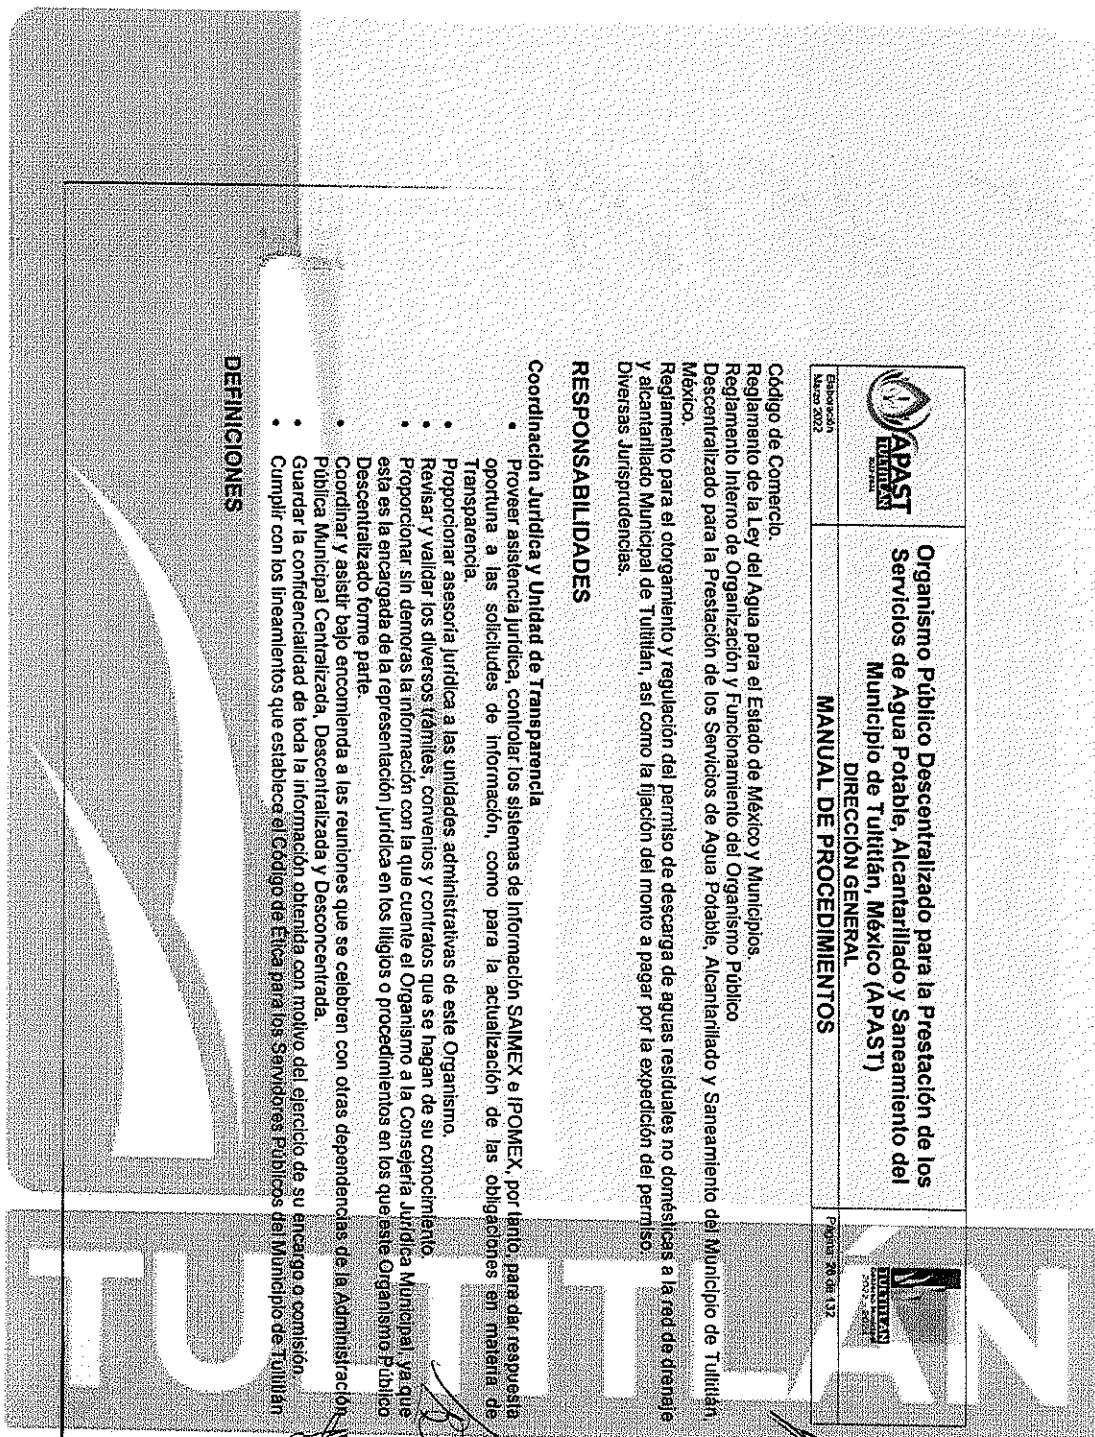 APAST
TULTITLÁN
Elaboración
Marzo 2022
Organismo Público Descentralizado para la Prestación de los
Servicios de Agua Potable, Alcantarillado y Saneamiento del
Municipio de Tultitlán, México (APAST)
DIRECCIÓN GENERAL
MANUAL DE PROCEDIMIENTOS
TULTITLÁN
Página 20 de 132
Código de Comercio.
Reglamento de la Ley del Agua para el Estado de México y Municipios.
Reglamento Interno de Organización y Funcionamiento del Organismo Público
Descentralizado para la Prestación de los Servicios de Agua Potable, Alcantarillado y Saneamiento del Municipio de Tultitlán,
México.
Reglamento para el otorgamiento y regulación del permiso de descarga de aguas residuales no domésticas a la red de drenaje
y alcantarillado Municipal de Tultitlán, así como la fijación del monto a pagar por la expedición del permiso.
Diversas Jurisprudencias.
RESPONSABILIDADES
Coordinación Jurídica y Unidad de Transparencia
• Proveer asistencia jurídica, controlar los sistemas de Información SAIMEX e IPOMEX, por tanto, para dar respuesta
oportuna a las solicitudes de información, como para la actualización de las obligaciones en materia de
Transparencia.
• Proporcionar asesoría jurídica a las unidades administrativas de este Organismo.
• Revisar y validar los diversos trámites, convenios y contratos que se hagan de su conocimiento.
• Proporcionar sin demoras la información con la que cuente el Organismo a la Consejería Jurídica Municipal, ya que
esta es la encargada de la representación jurídica en los litigios o procedimientos en los que este Organismo Público
Descentralizado forme parte.
• Coordinar y asistir bajo encomienda a las reuniones que se celebren con otras dependencias de la Administración
Pública Municipal Centralizada, Descentralizada y Desconcentrada.
• Guardar la confidencialidad de toda la información obtenida con motivo del ejercicio de su encargo o comisión.
• Cumplir con los lineamientos que establece el Código de Ética para los Servidores Públicos del Municipio de Tultitlán
DEFINICIONES
TULTITLÁN